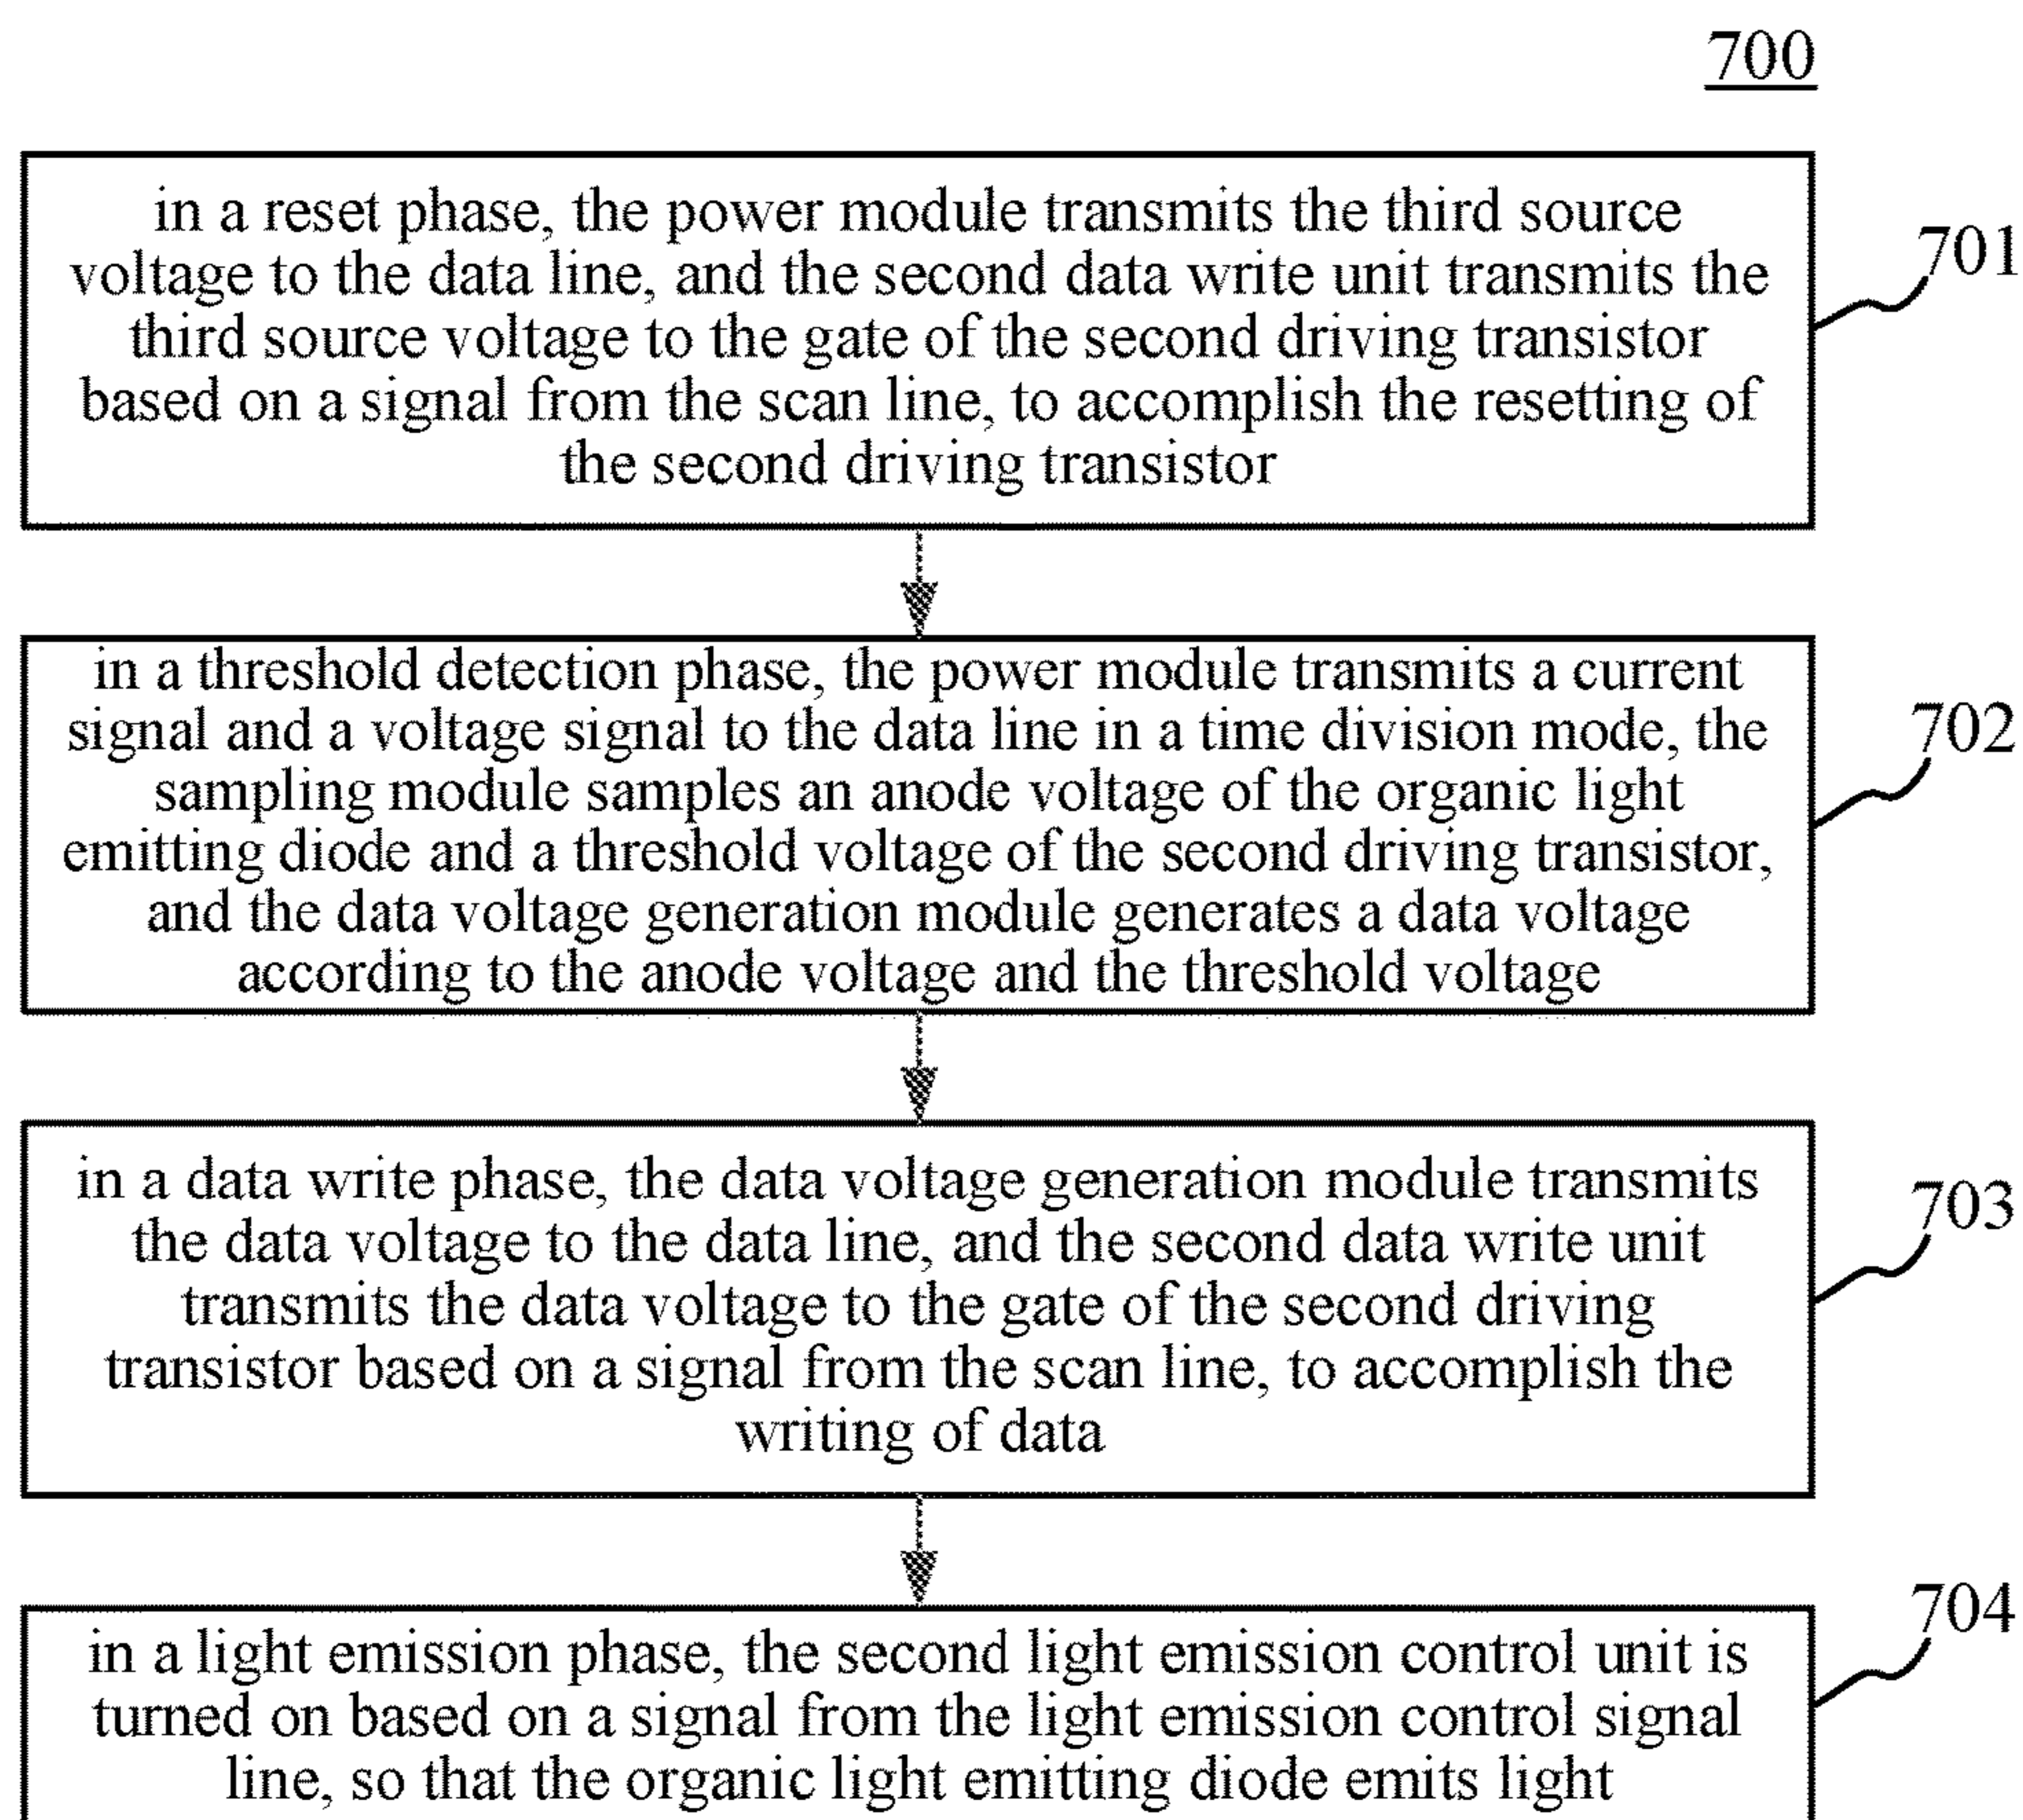 700
in a reset phase, the power module transmits the third source
voltage to the data line, and the second data write unit transmits the
third source voltage to the gate of the second driving transistor
based on a signal from the scan line, to accomplish the resetting of
the second driving transistor
701
in a threshold detection phase, the power module transmits a current
signal and a voltage signal to the data line in a time division mode, the
sampling module samples an anode voltage of the organic light
emitting diode and a threshold voltage of the second driving transistor,
and the data voltage generation module generates a data voltage
according to the anode voltage and the threshold voltage
702
in a data write phase, the data voltage generation module transmits
the data voltage to the data line, and the second data write unit
transmits the data voltage to the gate of the second driving
transistor based on a signal from the scan line, to accomplish the
writing of data
703
in a light emission phase, the second light emission control unit is
turned on based on a signal from the light emission control signal
line, so that the organic light emitting diode emits light
704